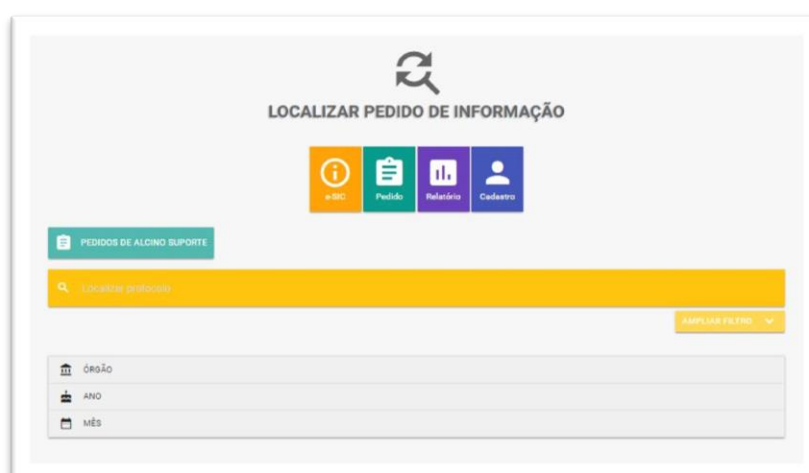 LOCALIZAR PEDIDO DE INFORMAÇÃO
e-SIC Pedido Relatório Cadastro
PEDIDOS DE ALCINO SUPORTE
Localizar protocolo
AMPLIAR FILTRO
ÓRGÃO
ANO
MÊS